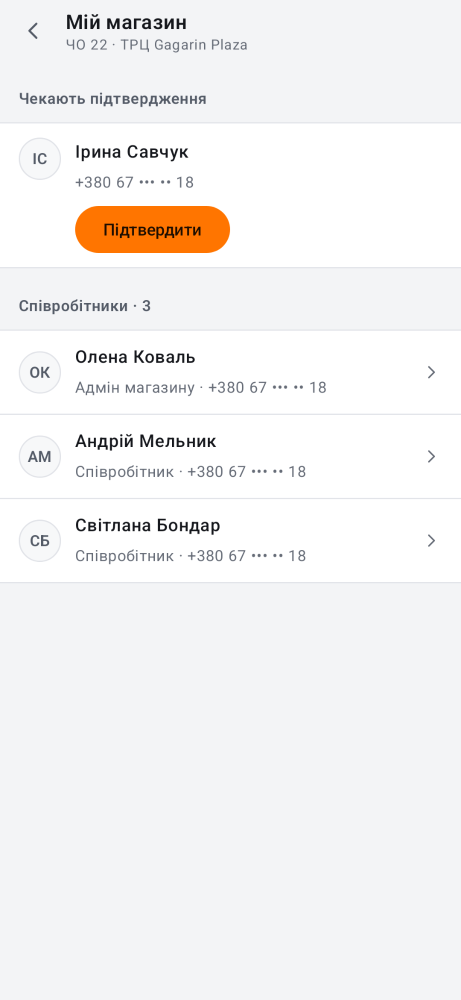 Мій магазин
ЧО 22 · ТРЦ Gagarin Plaza
Чекають підтвердження
ІС
Ірина Савчук
+380 67 ••• •• 18
Підтвердити
Співробітники · 3
ОК
Олена Коваль
Адмін магазину · +380 67 ••• •• 18
АМ
Андрій Мельник
Співробітник · +380 67 ••• •• 18
СБ
Світлана Бондар
Співробітник · +380 67 ••• •• 18